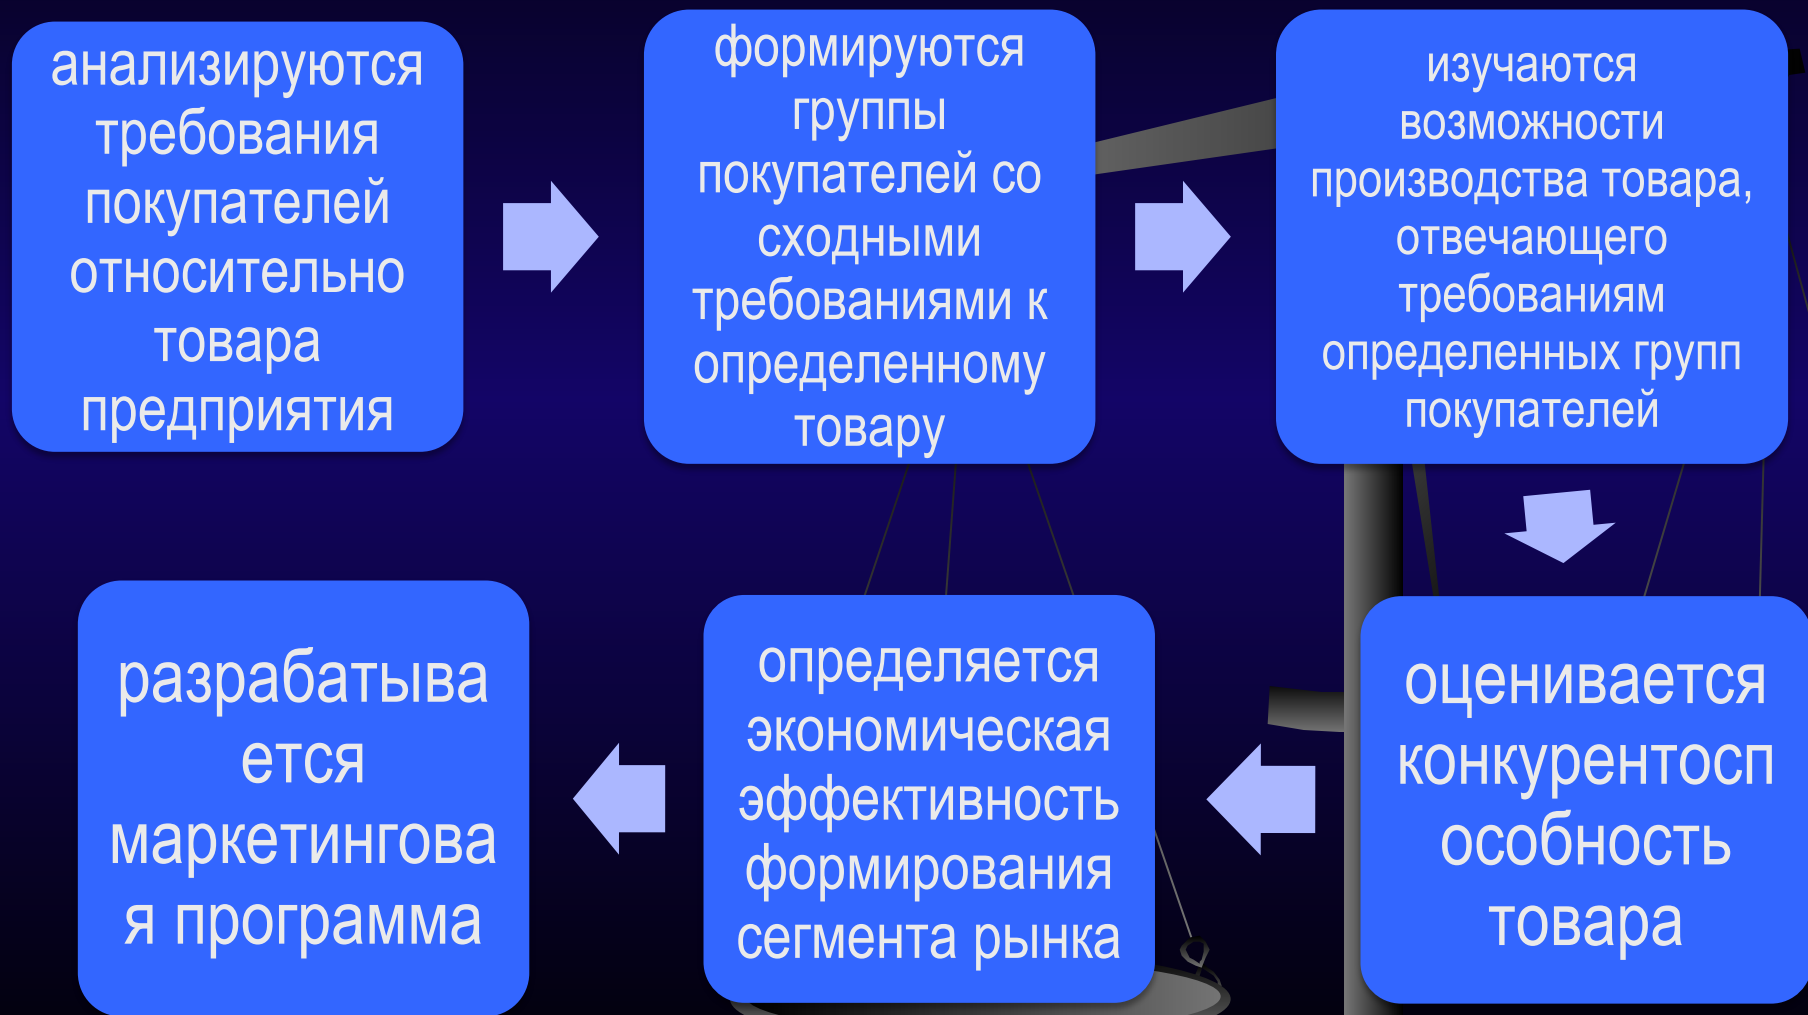 анализируются
требования
покупателей
относительно
товара
предприятия
формируются
группы
покупателей со
сходными
требованиями к
определенному
товару
изучаются
возможности
производства товара,
отвечающего
требованиям
определенных групп
покупателей
оценивается
конкурентосп
особность
товара
определяется
экономическая
эффективность
формирования
сегмента рынка
разрабатыва
ется
маркетингова
я программа